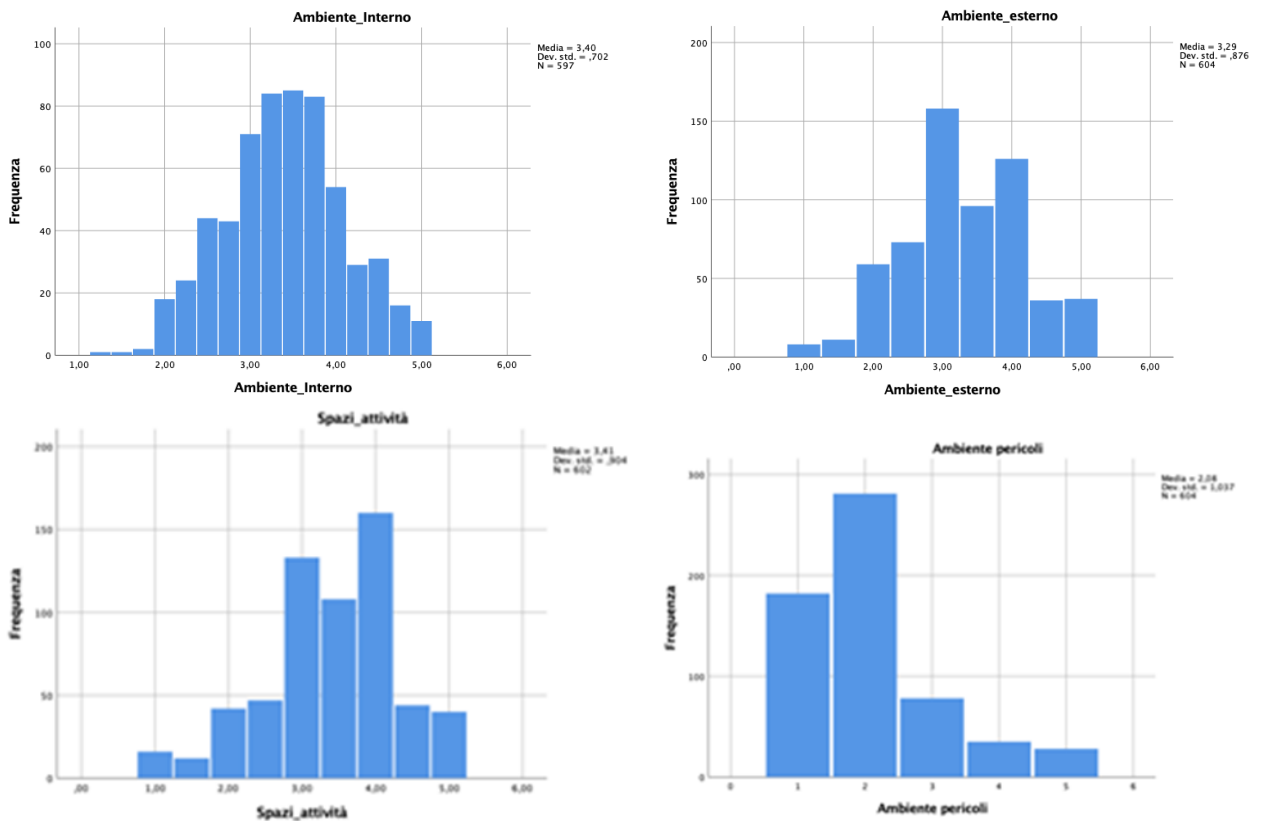 Ambiente_Interno
Media = 3,40
Dev. std. = ,702
N = 597
Frequenza
100
80
60
40
20
0
1,00 2,00 3,00 4,00 5,00 6,00
Ambiente_Interno
Ambiente_esterno
Media = 3,29
Dev. std. = ,876
N = 604
Frequenza
200
150
100
50
0
,00 1,00 2,00 3,00 4,00 5,00 6,00
Ambiente_esterno
Spazi_attività
Media = 3,41
Dev. std. = ,904
N = 602
Frequenza
200
150
100
50
0
,00 1,00 2,00 3,00 4,00 5,00 6,00
Spazi_attività
Ambiente pericoli
Media = 2,08
Dev. std. = 1,037
N = 604
Frequenza
300
200
100
0
0 1 2 3 4 5 6
Ambiente pericoli